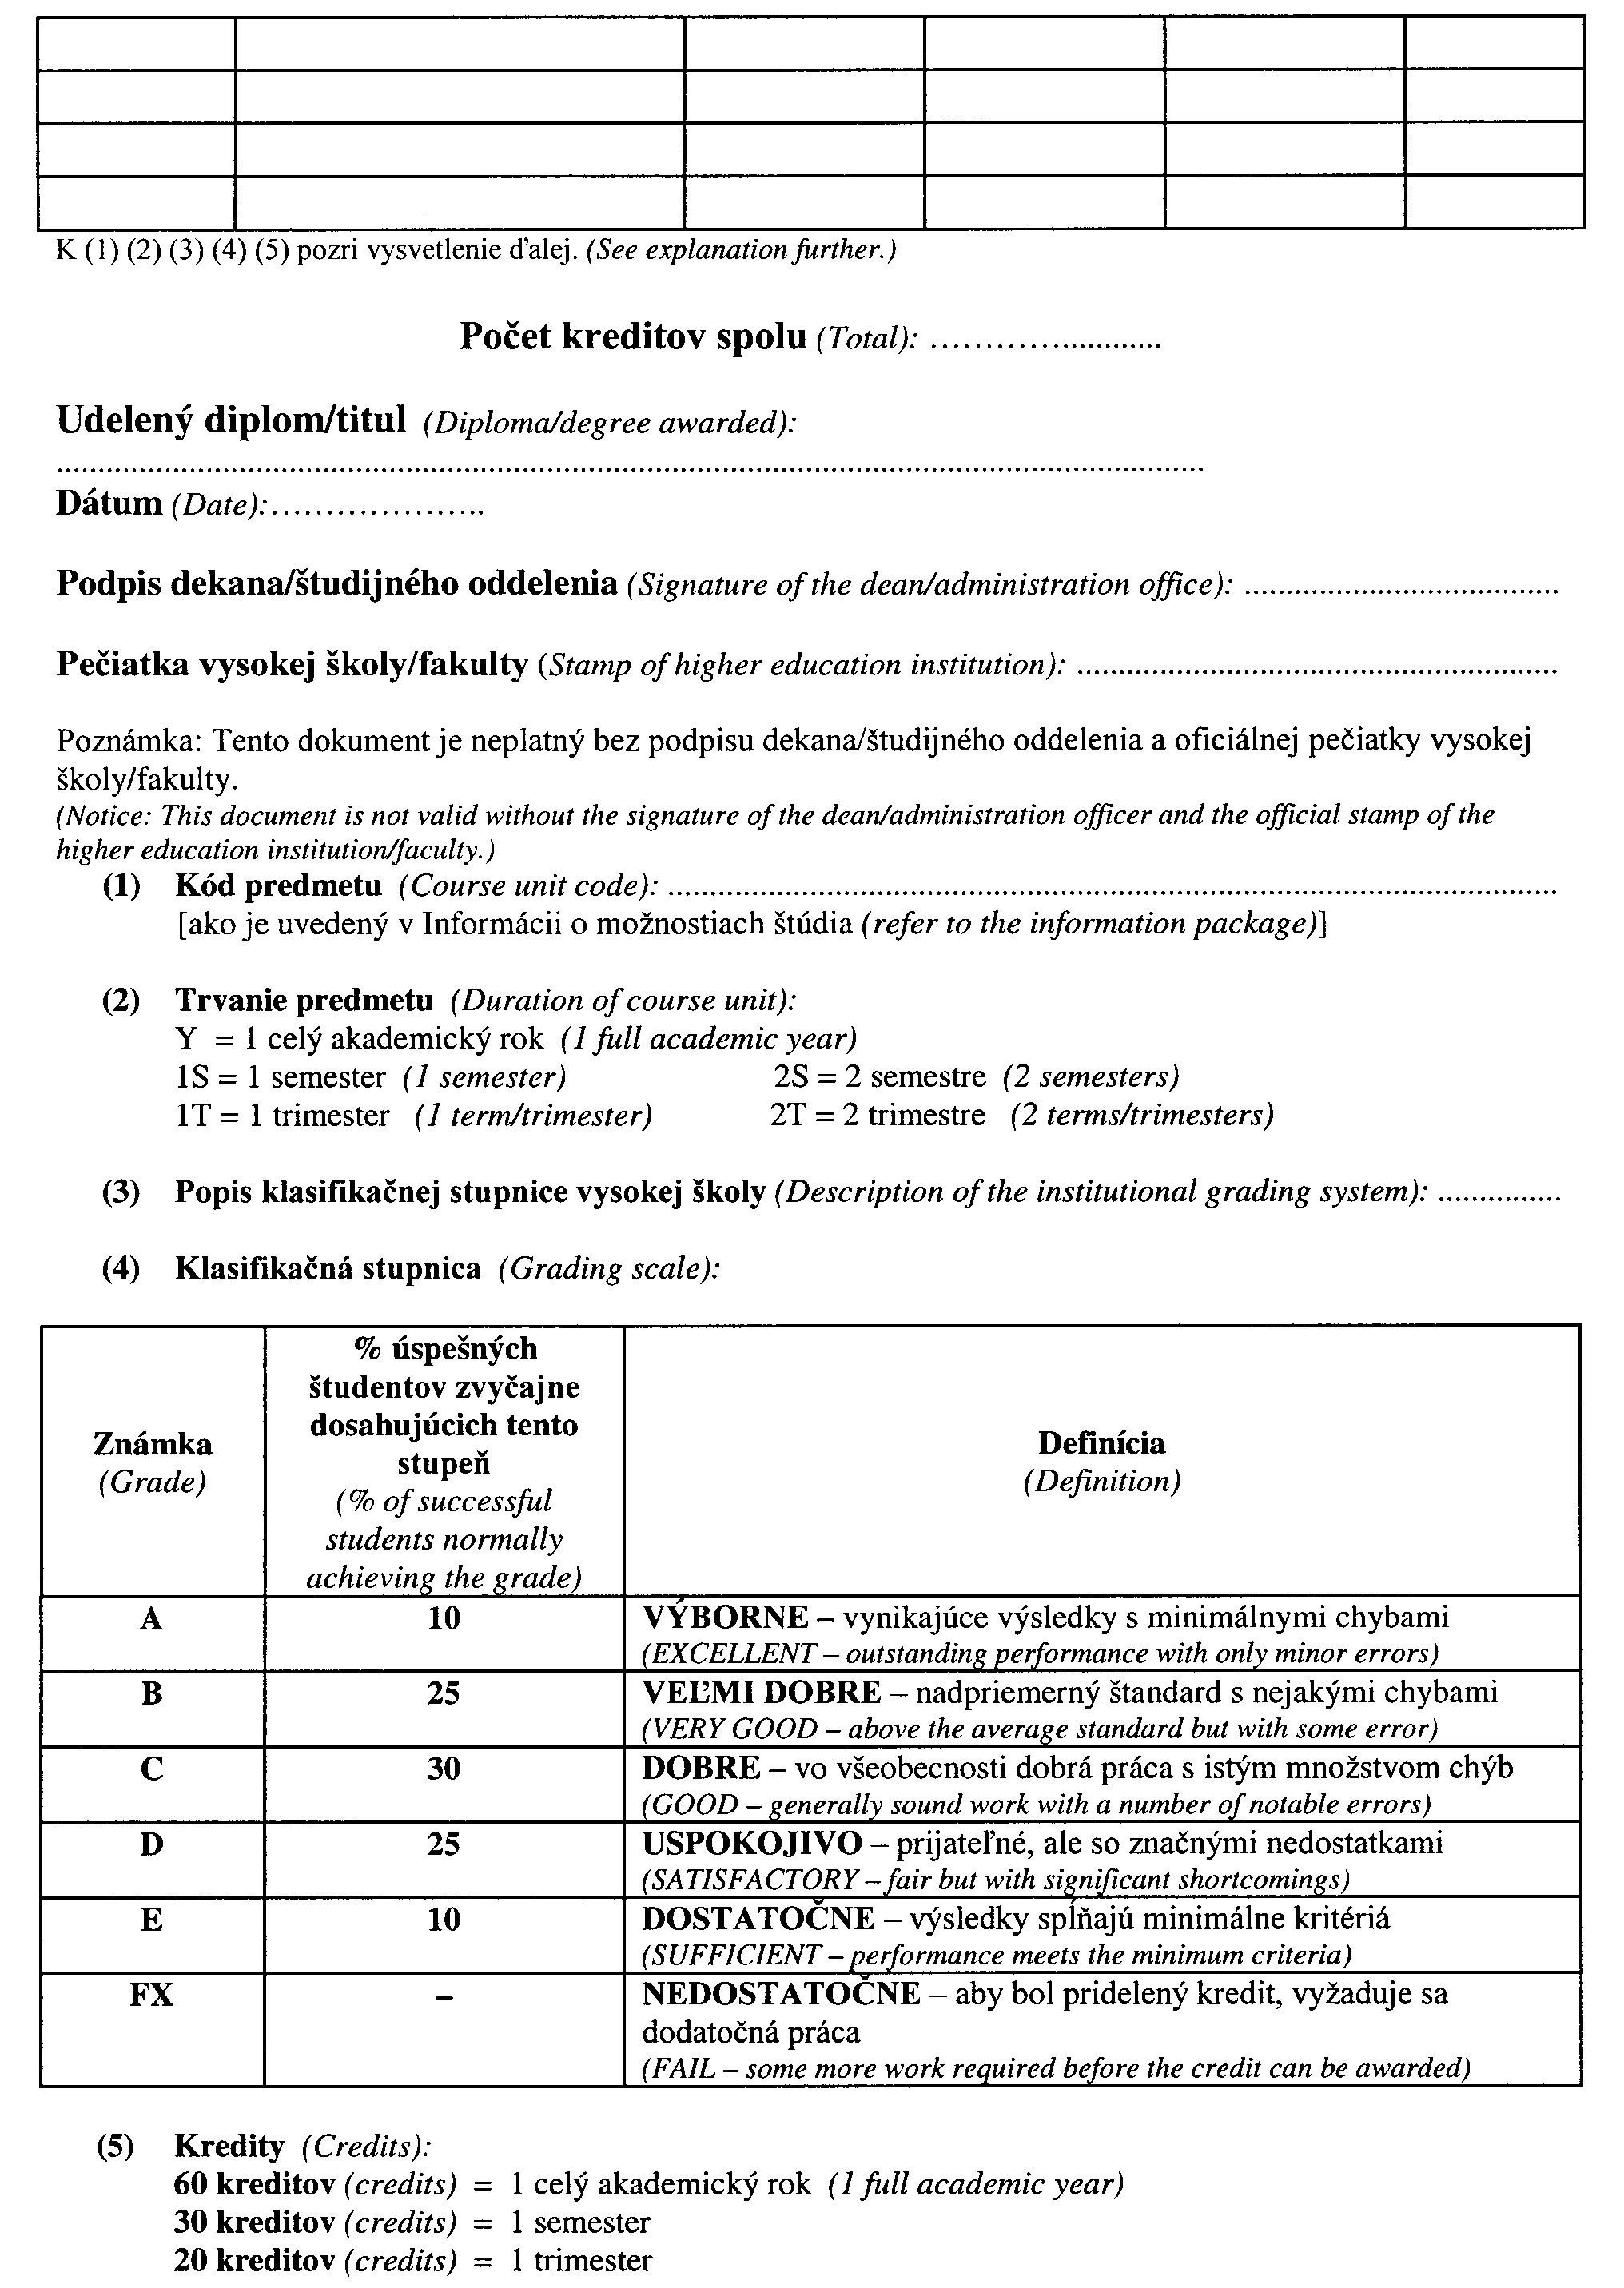 K (1) (2) (3) (4) (5) pozri vysvetlenie ďalej. (See explanation further.)
Počet kreditov spolu (Total): ........................
Udelený diplom/titul (Diploma/degree awarded):
..........................................................................................................................................
Dátum (Date):.....................
Podpis dekana/študijného oddelenia (Signature of the dean/administration office): ......................................
Pečiatka vysokej školy/fakulty (Stamp of higher education institution): ..........................................................
Poznámka: Tento dokument je neplatný bez podpisu dekana/študijného oddelenia a oficiálnej pečiatky vysokej
školy/fakulty.
(Notice: This document is not valid without the signature of the dean/administration officer and the official stamp of the
higher education institution/faculty.)
(1) Kód predmetu (Course unit code): ...........................................................................................................
[ako je uvedený v Informácii o možnostiach štúdia (refer to the information package)]
(2) Trvanie predmetu (Duration of course unit):
Y = 1 celý akademický rok (1 full academic year)
1S = 1 semester (1 semester) 2S = 2 semestre (2 semesters)
1T = 1 trimester (1 term/trimester) 2T = 2 trimestre (2 terms/trimesters)
(3) Popis klasifikačnej stupnice vysokej školy (Description of the institutional grading system): ...............
(4) Klasifikačná stupnica (Grading scale):
Známka
(Grade)
% úspešných
študentov zvyčajne
dosahujúcich tento
stupeň
(% of successful
students normally
achieving the grade)
Definícia
(Definition)
A 10 VÝBORNE – vynikajúce výsledky s minimálnymi chybami
(EXCELLENT – outstanding performance with only minor errors)
B 25 VEĽMI DOBRE – nadpriemerný štandard s nejakými chybami
(VERY GOOD – above the average standard but with some error)
C 30 DOBRE – vo všeobecnosti dobrá práca s istým množstvom chýb
(GOOD – generally sound work with a number of notable errors)
D 25 USPOKOJIVO – prijateľné, ale so značnými nedostatkami
(SATISFACTORY – fair but with significant shortcomings)
E 10 DOSTATOČNE – výsledky spĺňajú minimálne kritériá
(SUFFICIENT – performance meets the minimum criteria)
FX – NEDOSTATOČNE – aby bol pridelený kredit, vyžaduje sa
dodatočná práca
(FAIL – some more work required before the credit can be awarded)
(5) Kredity (Credits):
60 kreditov (credits) = 1 celý akademický rok (1 full academic year)
30 kreditov (credits) = 1 semester
20 kreditov (credits) = 1 trimester